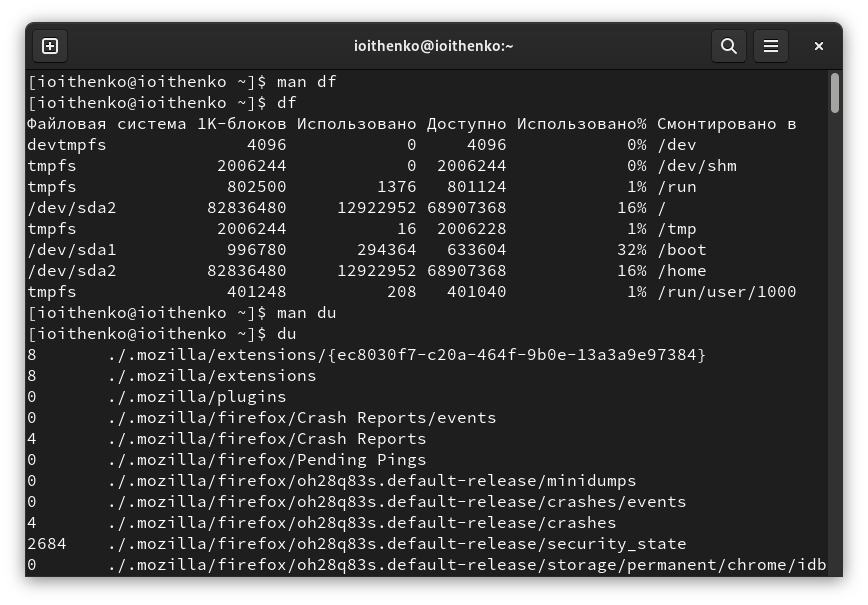 ioithenko@ioithenko:~
[ioithenko@ioithenko ~]$ man df
[ioithenko@ioithenko ~]$ df
Файловая система 1K-блоков Использовано Доступно Использовано% Смонтировано в
devtmpfs 4096 0 4096 0% /dev
tmpfs 2006244 0 2006244 0% /dev/shm
tmpfs 802500 1376 801124 1% /run
/dev/sda2 82836480 12922952 68907368 16% /
tmpfs 2006244 16 2006228 1% /tmp
/dev/sda1 996780 294364 633604 32% /boot
/dev/sda2 82836480 12922952 68907368 16% /home
tmpfs 401248 208 401040 1% /run/user/1000
[ioithenko@ioithenko ~]$ man du
[ioithenko@ioithenko ~]$ du
8 ./.mozilla/extensions/{ec8030f7-c20a-464f-9b0e-13a3a9e97384}
8 ./.mozilla/extensions
0 ./.mozilla/plugins
0 ./.mozilla/firefox/Crash Reports/events
4 ./.mozilla/firefox/Crash Reports
0 ./.mozilla/firefox/Pending Pings
0 ./.mozilla/firefox/oh28q83s.default-release/minidumps
0 ./.mozilla/firefox/oh28q83s.default-release/crashes/events
4 ./.mozilla/firefox/oh28q83s.default-release/crashes
2684 ./.mozilla/firefox/oh28q83s.default-release/security_state
0 ./.mozilla/firefox/oh28q83s.default-release/storage/permanent/chrome/idb